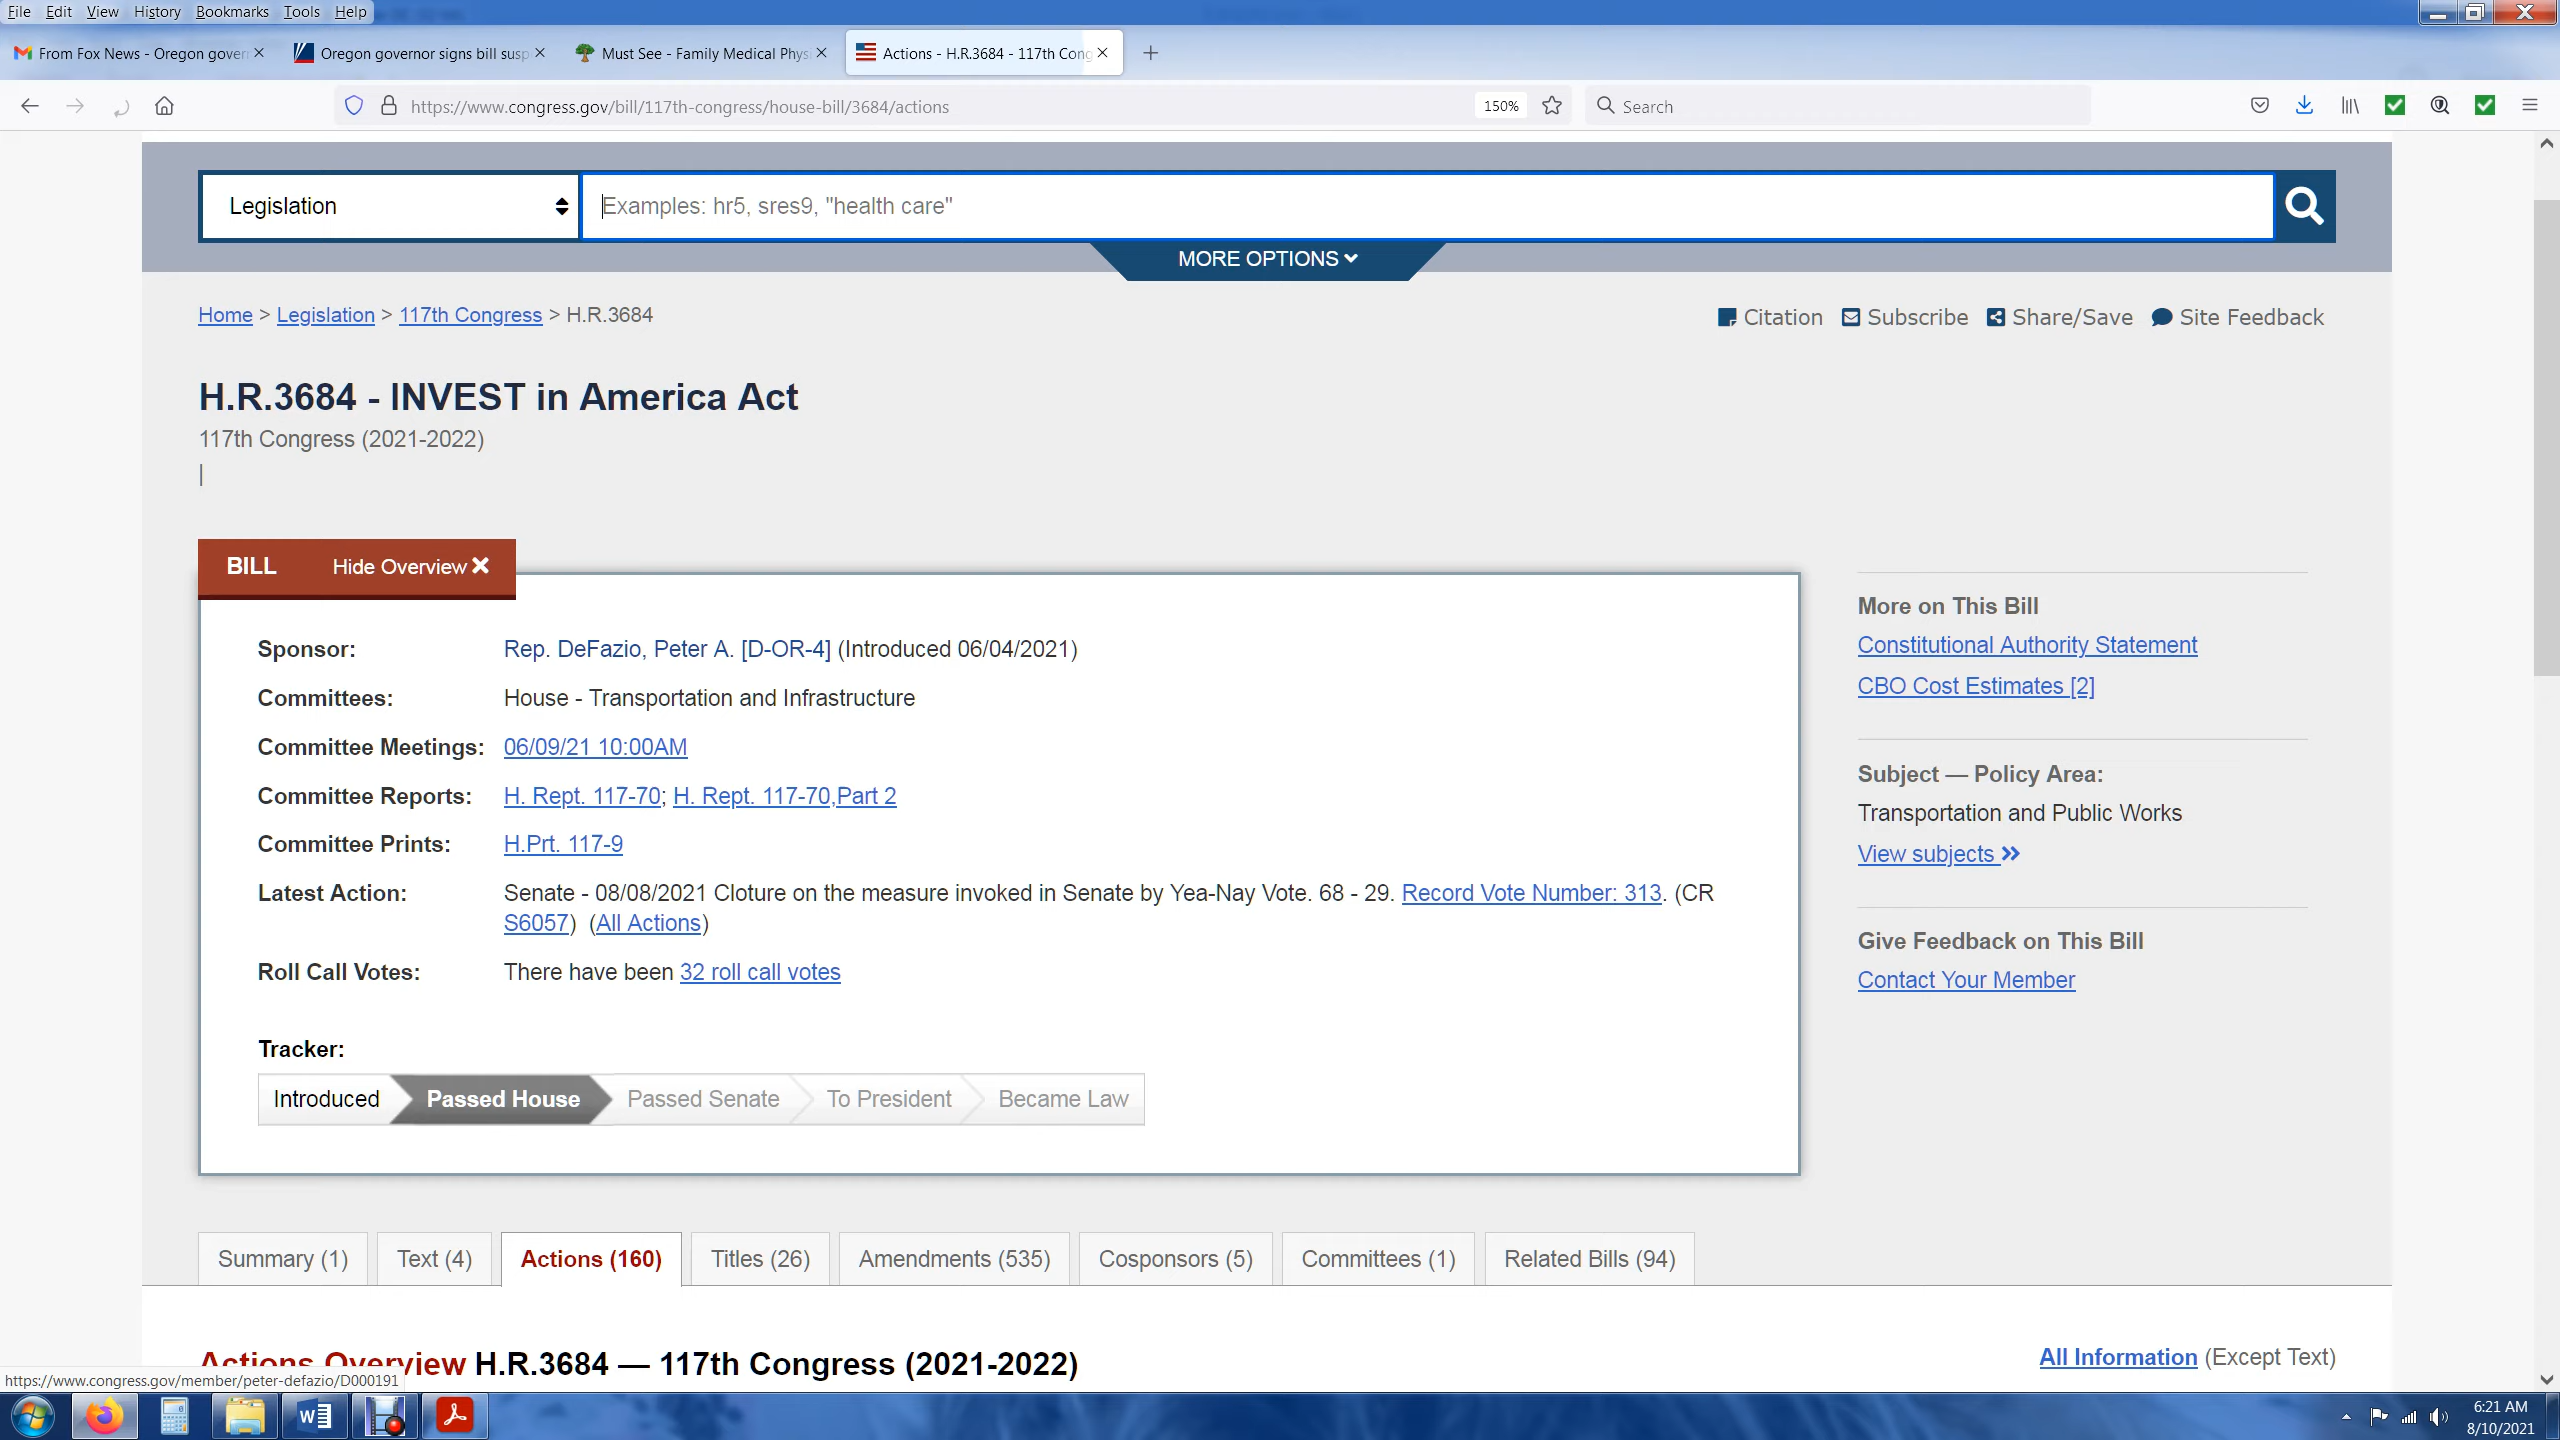 File Edit View History Bookmarks Tools Help
From Fox News - Oregon gover
Oregon governor signs bill susp
Must See - Family Medical Phys
Actions - H.R.3684 - 117th Cong
https://www.congress.gov/bill/117th-congress/house-bill/3684/actions
150%
Search
Legislation
Examples: hr5, sres9, "health care"
MORE OPTIONS
Home > Legislation > 117th Congress > H.R.3684
Citation Subscribe Share/Save Site Feedback
H.R.3684 - INVEST in America Act
117th Congress (2021-2022)
|
BILL Hide Overview
Sponsor: Rep. DeFazio, Peter A. [D-OR-4] (Introduced 06/04/2021)
Committees: House - Transportation and Infrastructure
Committee Meetings: 06/09/21 10:00AM
Committee Reports: H. Rept. 117-70; H. Rept. 117-70,Part 2
Committee Prints: H.Prt. 117-9
Latest Action: Senate - 08/08/2021 Cloture on the measure invoked in Senate by Yea-Nay Vote. 68 - 29. Record Vote Number: 313. (CR
S6057) (All Actions)
Roll Call Votes: There have been 32 roll call votes
Tracker:
Introduced Passed House Passed Senate To President Became Law
More on This Bill
Constitutional Authority Statement
CBO Cost Estimates [2]
Subject — Policy Area:
Transportation and Public Works
View subjects
Give Feedback on This Bill
Contact Your Member
Summary (1) Text (4) Actions (160) Titles (26) Amendments (535) Cosponsors (5) Committees (1) Related Bills (94)
Actions Overview H.R.3684 — 117th Congress (2021-2022)
All Information (Except Text)
https://www.congress.gov/member/peter-defazio/D000191
6:21 AM
8/10/2021